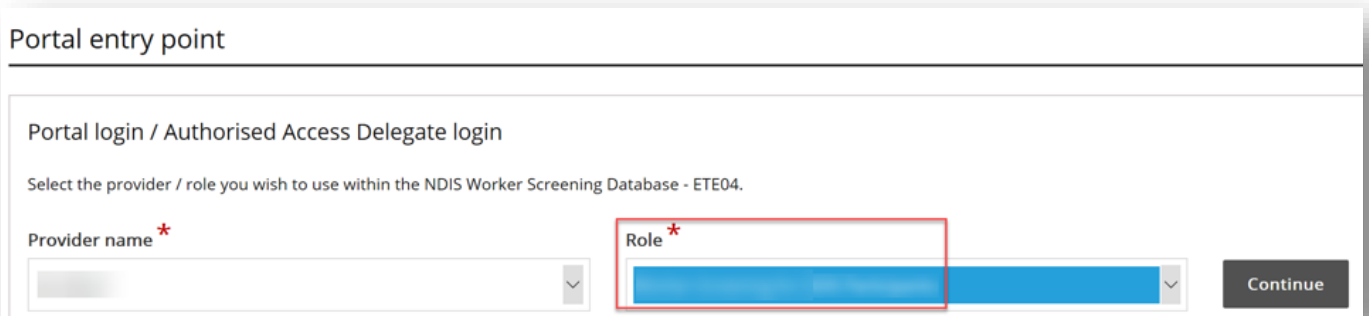 Portal entry point
Portal login / Authorised Access Delegate login
Select the provider / role you wish to use within the NDIS Worker Screening Database - ETE04.
Provider name *
Role *
Continue